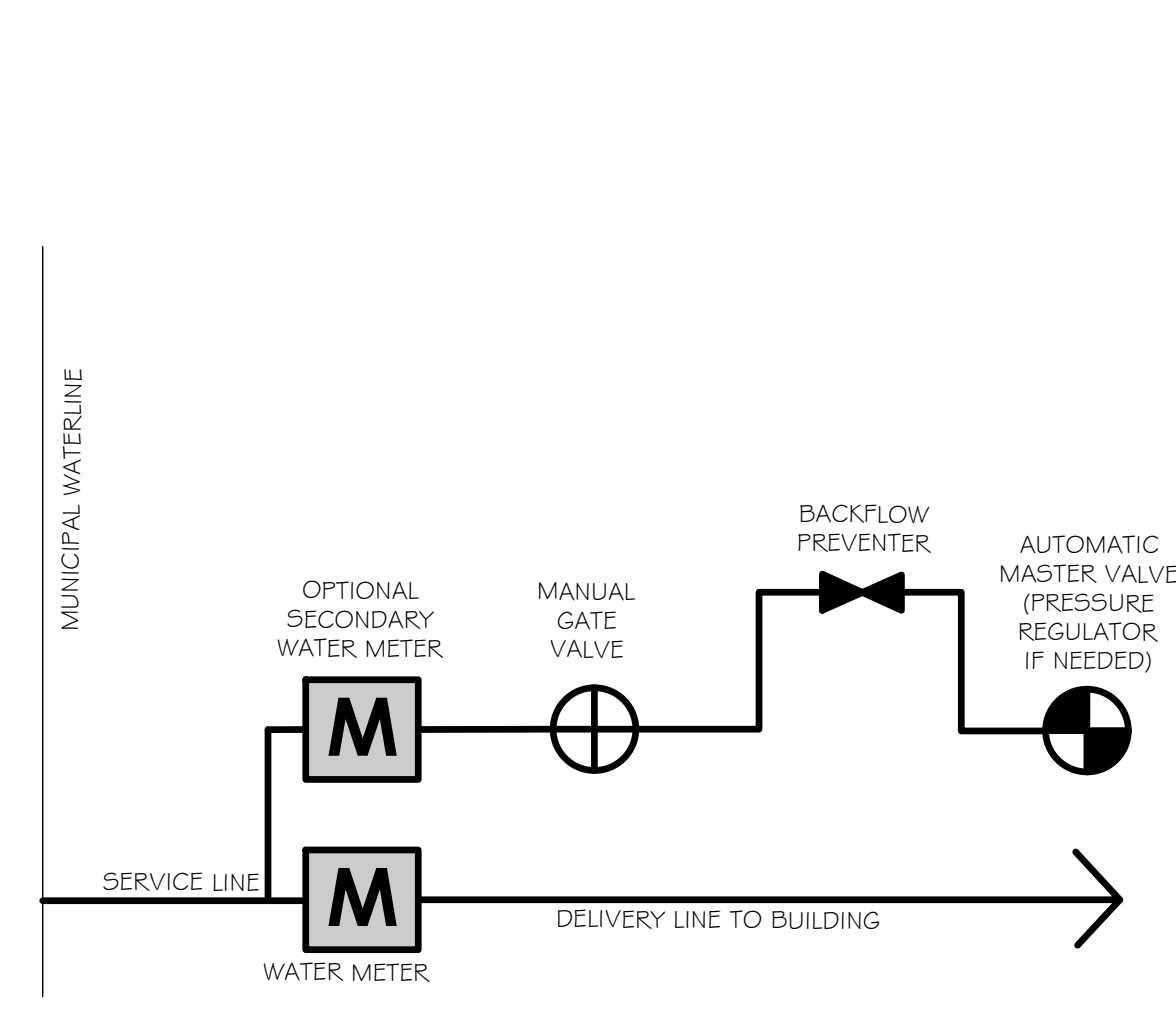 MUNICIPAL WATERLINE
BACKFLOW
PREVENTER
AUTOMATIC
MASTER VALVE
(PRESSURE
REGULATOR
IF NEEDED)
OPTIONAL
SECONDARY
WATER METER
MANUAL
GATE
VALVE
M
SERVICE LINE
M
DELIVERY LINE TO BUILDING
WATER METER